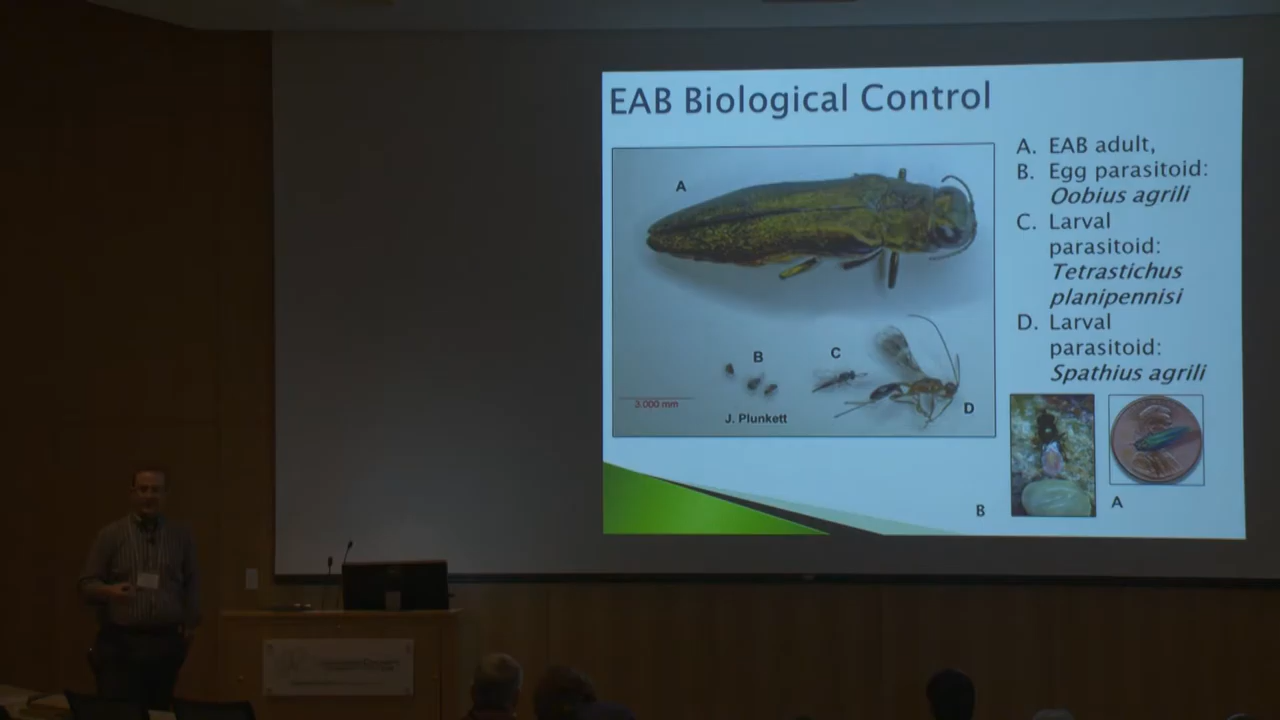 EAB Biological Control
A. EAB adult,
B. Egg parasitoid:
Oobius agrili
C. Larval
parasitoid:
Tetrastichus
planipennisi
D. Larval
parasitoid:
Spathius agrili
A
B
C
D
3.000 mm
J. Plunkett
B
A